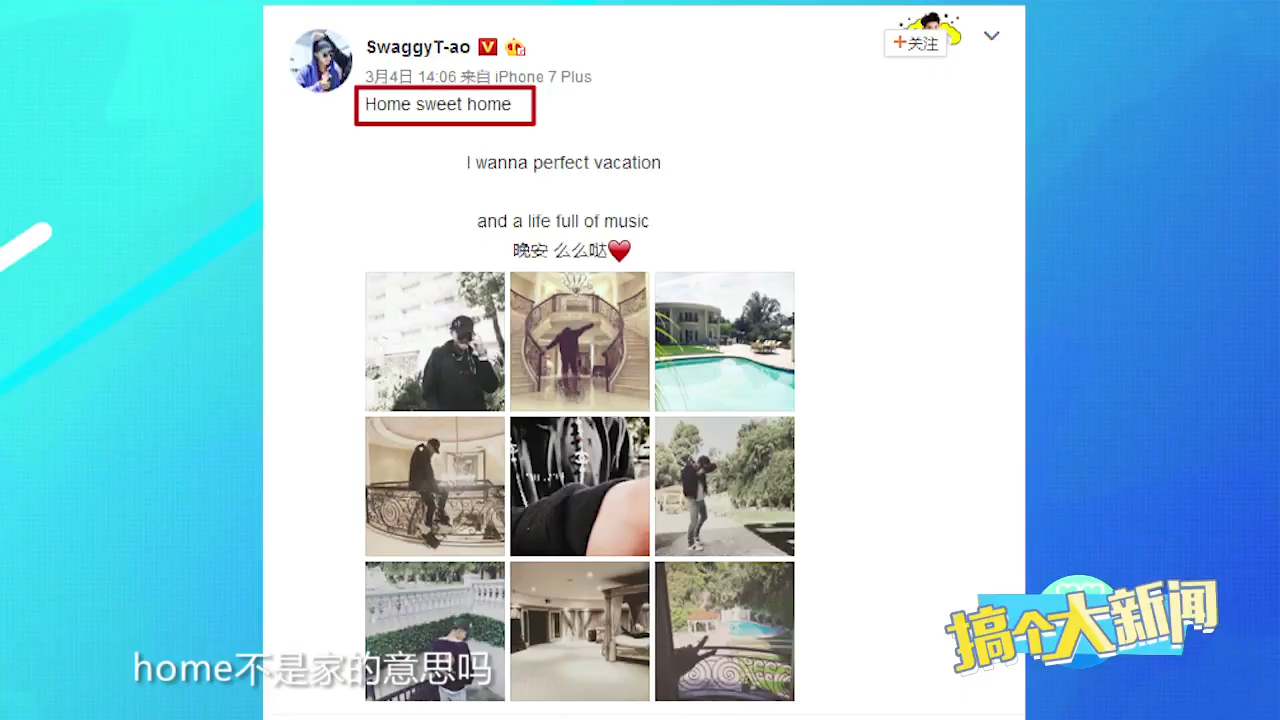 SwaggyT-ao
+关注
3月4日 14:06 来自 iPhone 7 Plus
Home sweet home
I wanna perfect vacation
and a life full of music
晚安 么么哒
home不是家的意思吗
搞个大新闻